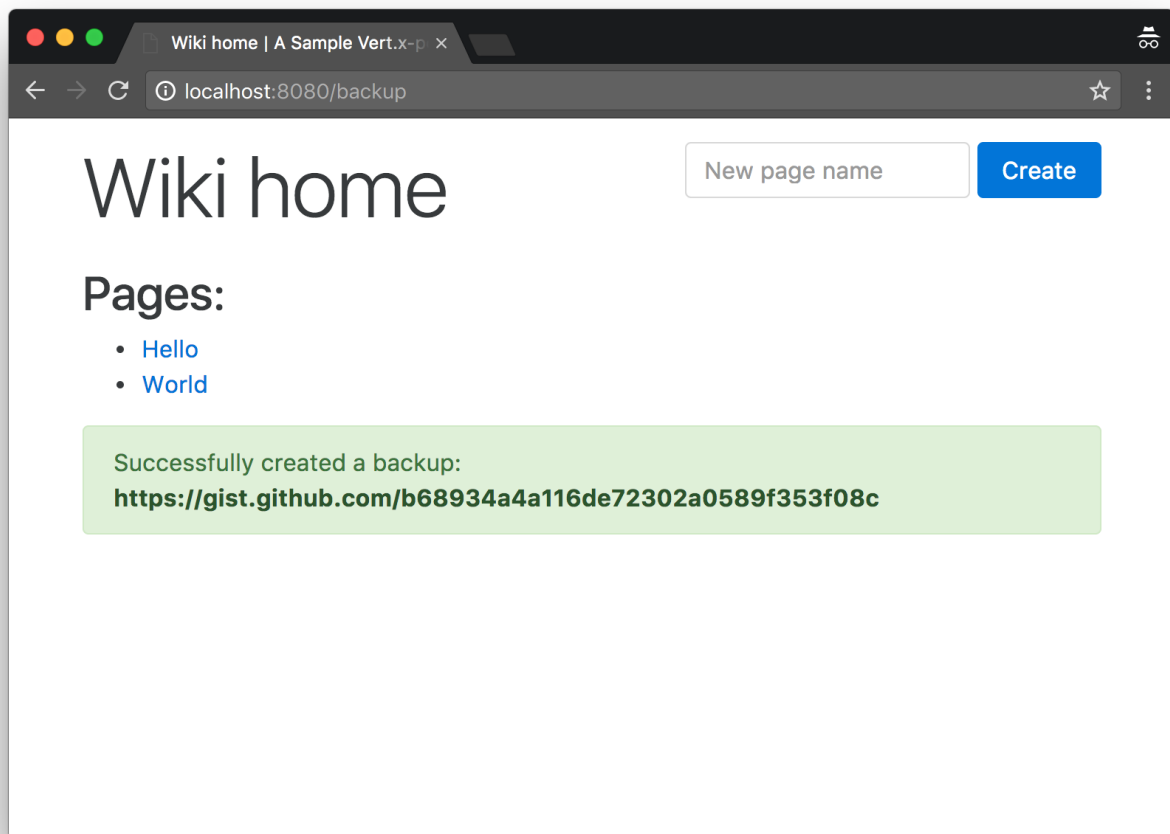 Wiki home | A Sample Vert.x-p
localhost:8080/backup
Wiki home
New page name
Create
Pages:
Hello
World
Successfully created a backup:
https://gist.github.com/b68934a4a116de72302a0589f353f08c